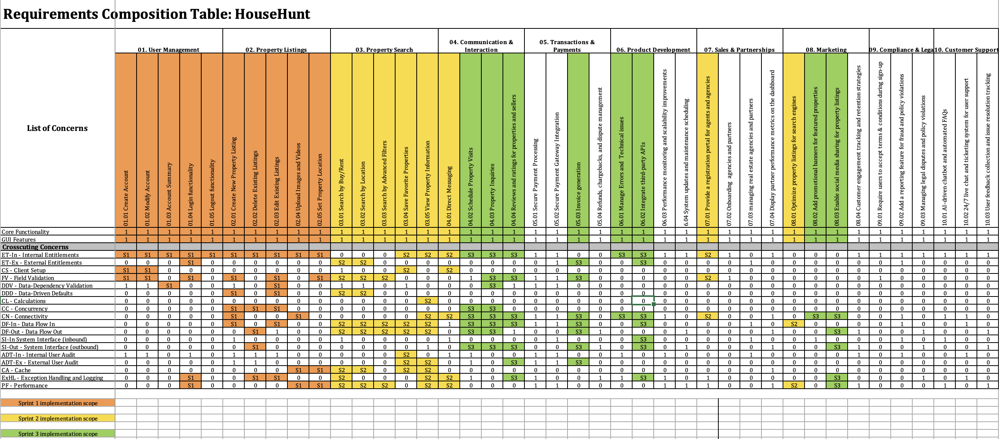 Requirements Composition Table: HouseHunt
List of Concerns
01. User Management
02. Property Listings
03. Property Search
04. Communication &
Interaction
05. Transactions &
Payments
06. Product Development
07. Sales & Partnerships
08. Marketing
09. Compliance & Lega
10. Customer Support
01.01 Create Account
01.02 Modify Account
01.03 Account Summary
01.04 Login functionality
01.05 Logout functionality
02.01 Create New Property Listing
02.02 Delete Existing Listings
02.03 Edit Existing Listings
02.04 Upload Images and Videos
02.05 Set Property Location
03.01 Search by Buy/Rent
03.02 Search by Location
03.03 Search by Advanced Filters
03.04 Save Favorite Properties
03.05 View Property Information
04.01 Direct Messaging
04.02 Schedule Property Visits
04.03 Property Inquiries
04.04 Reviews and ratings for properties and sellers
05.01 Secure Payment Processing
05.02 Secure Payment Gateway Integration
05.03 Invoice generation
05.04 Refunds, chargebacks, and dispute management
06.01 Manage Errors and Technical issues
06.02 Integrate third-party APIs
06.03 Performance monitoring and scalability improvements
6.04 System updates and maintenance scheduling
07.01 Provide a registration portal for agents and agencies
07.02 Onboarding agencies and partners
07.03 managing real estate agencies and partners
07.04 Display partner performance metrics on the dashboard
08.01 Optimize property listings for search engines
08.02 Add promotional banners for featured properties
08.03 Enable social media sharing for property listings
08.04 Customer engagement tracking and retention strategies
09.01 Require users to accept terms & conditions during sign-up
09.02 Add a reporting feature for fraud and policy violations
09.03 Managing legal disputes and policy violations
10.01 AI-driven chatbot and automated FAQs
10.02 24/7 live chat and ticketing system for user support
10.03 User feedback collection and issue resolution tracking
Core Functionality 1 1 1 1 1 1 1 1 1 1 1 1 1 1 1 1 1 1 1 1 1 1 1 1 1 1 1 1 1 1 1 1 1 1 1 1 1 1 1 1 1
GUI Features 1 1 1 1 1 1 1 1 1 1 1 1 1 1 1 1 1 1 1 1 1 1 1 1 1 1 1 1 1 1 1 1 1 1 1 1 1 1 1 1 1
Crosscuting Concerns
ET-In - Internal Entitlements S1 S1 S1 S1 S1 S1 S1 S1 S1 S1 0 0 0 S2 S2 S2 S3 S3 S3 1 1 0 0 S3 S3 1 1 S2 1 0 1 0 0 0 1 1 1 1 1 1 1
ET-Ex - External Entitlements 0 0 0 S1 0 0 0 0 0 0 S2 S2 0 0 0 0 0 0 0 0 1 S3 0 0 S3 0 0 0 0 1 0 0 0 0 0 0 1 0 0 0 0
CS - Client Setup S1 S1 0 0 0 0 0 0 0 0 1 0 0 S2 0 S2 0 0 0 0 0 0 0 0 0 0 0 0 0 0 0 0 0 0 0 0 0 0 0 0 0
FV - Field Validation S1 S1 0 S1 0 S1 0 S1 0 S1 S2 S2 S2 0 0 0 1 S3 S3 1 1 S3 0 0 0 0 0 S2 1 0 0 0 0 0 0 1 0 0 0 0 0
DDV - Data-Dependency Validation 1 1 S1 0 0 1 0 S1 0 0 1 1 0 1 0 0 0 S3 1 1 1 0 0 0 0 0 0 0 0 0 0 0 0 0 0 0 0 0 0 0 0
DDD - Data-Driven Defaults 0 0 0 0 0 S1 0 S1 0 0 S2 S2 0 0 0 0 0 0 0 0 0 0 0 0 0 0 0 0 0 0 0 0 0 0 0 0 0 0 0 0 0
CL - Calculations 0 0 0 0 0 0 0 0 0 0 0 0 0 0 S2 0 0 0 0 0 0 0 0 0 0 0 0 0 0 0 0 0 0 0 0 0 0 0 0 0 0
CC - Concurrency 0 0 0 0 0 S1 S1 S1 0 0 0 0 0 0 0 0 S3 S3 0 0 0 0 0 0 0 0 0 0 0 0 0 0 0 0 0 0 0 0 0 0 0
CN - Connectivity 0 0 0 0 0 S1 0 0 S1 0 0 0 0 0 S2 S2 S3 S3 S3 1 1 S3 0 S3 S3 1 0 S2 0 0 1 0 S3 S3 0 0 1 0 1 1 0
DF-In - Data Flow In 0 0 0 0 0 S1 0 S1 0 0 S2 S2 S2 S2 S2 1 S3 S3 S3 1 1 S3 0 0 S3 0 0 0 0 1 0 S2 0 0 0 0 1 0 0 1 0
DF-Out - Data Flow Out 0 0 0 0 0 0 S1 1 0 0 S2 S2 S2 S2 S2 0 S3 S3 1 0 0 S3 1 0 0 0 1 0 0 0 1 0 0 S3 1 0 0 1 0 0 1
SI-In System Interface (inbound) 0 0 0 0 0 1 0 0 0 0 1 0 0 0 0 1 0 0 0 0 1 0 0 0 S3 0 0 0 0 1 0 0 1 0 0 0 1 0 1 0 0
SI-Out - System Interface (outbound) 0 0 0 0 0 0 S1 0 0 0 0 0 0 0 1 0 S3 S3 S3 0 0 S3 1 0 S3 0 1 0 0 0 1 0 0 S3 1 0 0 1 0 0 1
ADT-In - Internal User Audit 1 1 0 1 0 1 1 1 0 0 0 0 0 S2 0 1 1 0 0 1 1 0 0 1 0 1 0 0 0 1 0 0 0 0 1 0 1 0 0 1 0
ADT-Ex - External User Audit 0 0 0 0 0 1 1 0 0 0 0 0 0 S2 S2 0 1 0 S3 1 1 S3 0 0 0 0 0 0 0 0 0 0 0 0 0 0 0 0 0 0 0
CA - Cache 0 0 0 0 0 0 0 0 S1 S1 S2 S2 0 S2 S2 0 0 0 0 0 0 0 0 0 0 0 0 0 0 0 1 0 0 0 0 0 0 0 0 0 0
ExHL - Exception Handling and Logging 0 0 0 S1 0 0 S1 S1 0 0 S2 0 0 0 S2 S2 1 0 S3 1 0 0 1 1 S3 1 0 1 0 0 0 0 0 S3 0 0 0 1 0 1 0
PF - Performance 0 0 0 S1 0 0 0 0 S1 S1 S2 S2 S2 0 S2 S2 0 0 0 1 1 0 0 0 0 1 1 1 0 0 1 S2 0 S3 1 0 0 0 1 0 1
Sprint 1 implementation scope
Sprint 2 implementation scope
Sprint 3 implementation scope